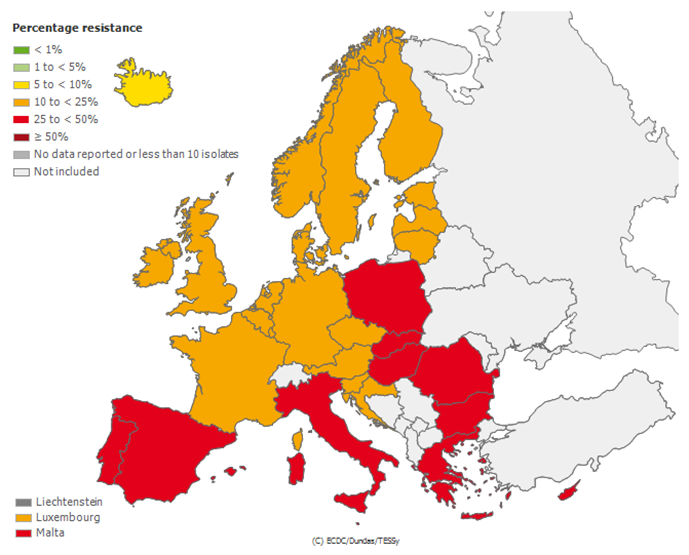 Percentage resistance
< 1%
1 to < 5%
5 to < 10%
10 to < 25%
25 to < 50%
≥ 50%
No data reported or less than 10 isolates
Not included
Liechtenstein
Luxembourg
Malta
(C) ECDC/Dundas/TESSy